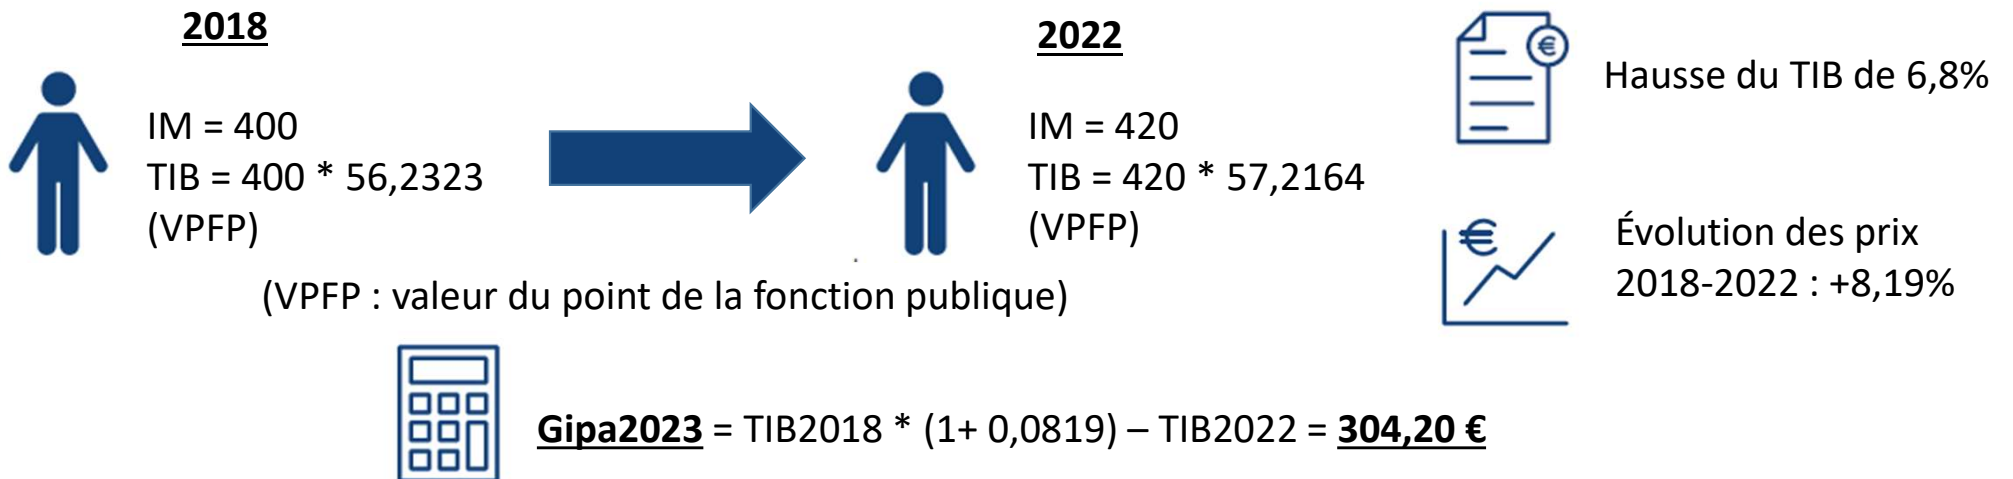 2018
IM = 400
TIB = 400 * 56,2323
(VPFP)
2022
IM = 420
TIB = 420 * 57,2164
(VPFP)
€
Hausse du TIB de 6,8%
€
Évolution des prix
2018-2022 : +8,19%
(VPFP : valeur du point de la fonction publique)
Gipa2023 = TIB2018 * (1+ 0,0819) – TIB2022 = 304,20 €